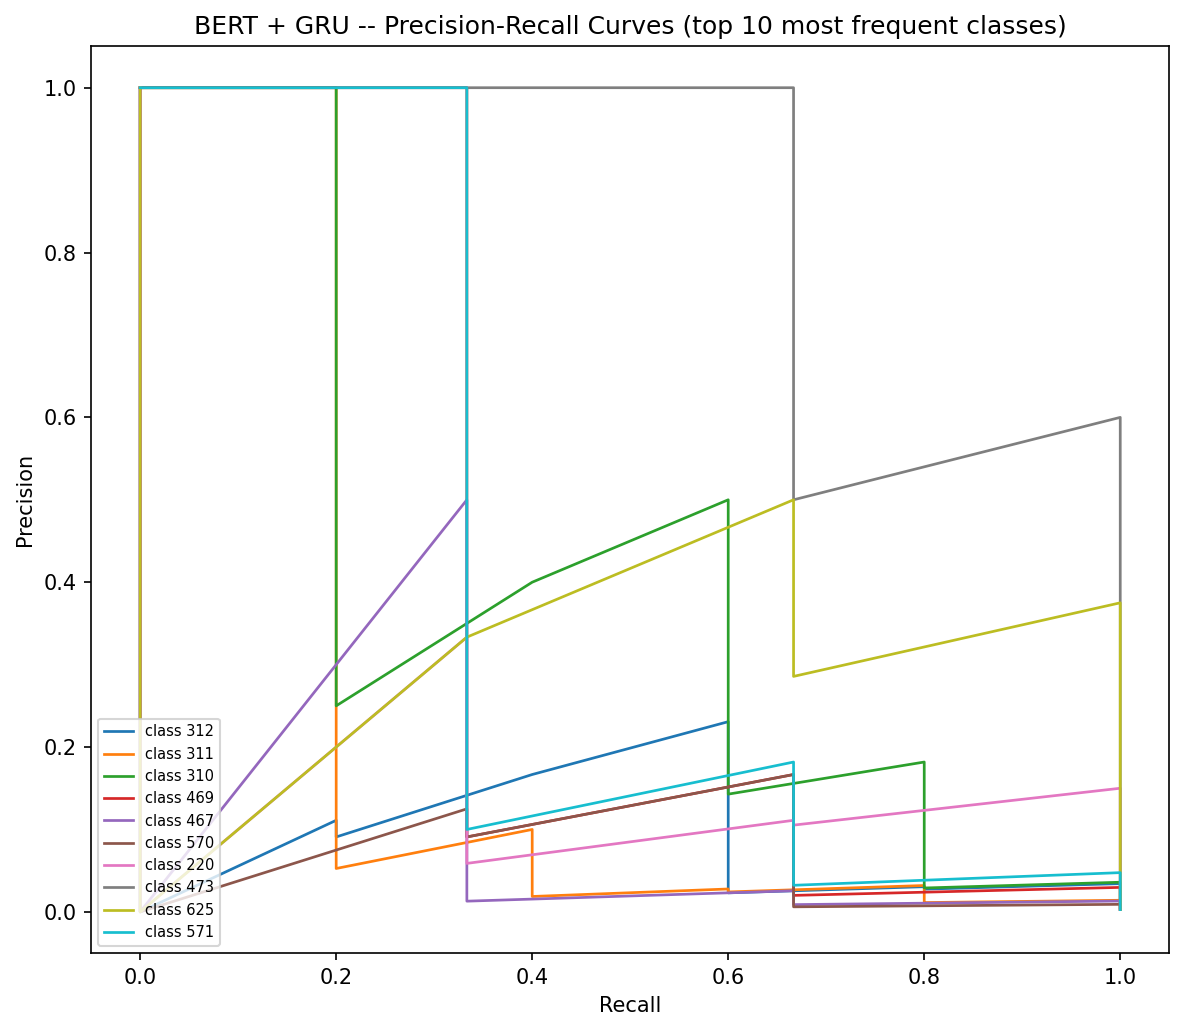 BERT + GRU -- Precision-Recall Curves (top 10 most frequent classes)
Precision
1.0
0.8
0.6
0.4
0.2
0.0
class 312
class 311
class 310
class 469
class 467
class 570
class 220
class 473
class 625
class 571
0.0 0.2 0.4 0.6 0.8 1.0
Recall